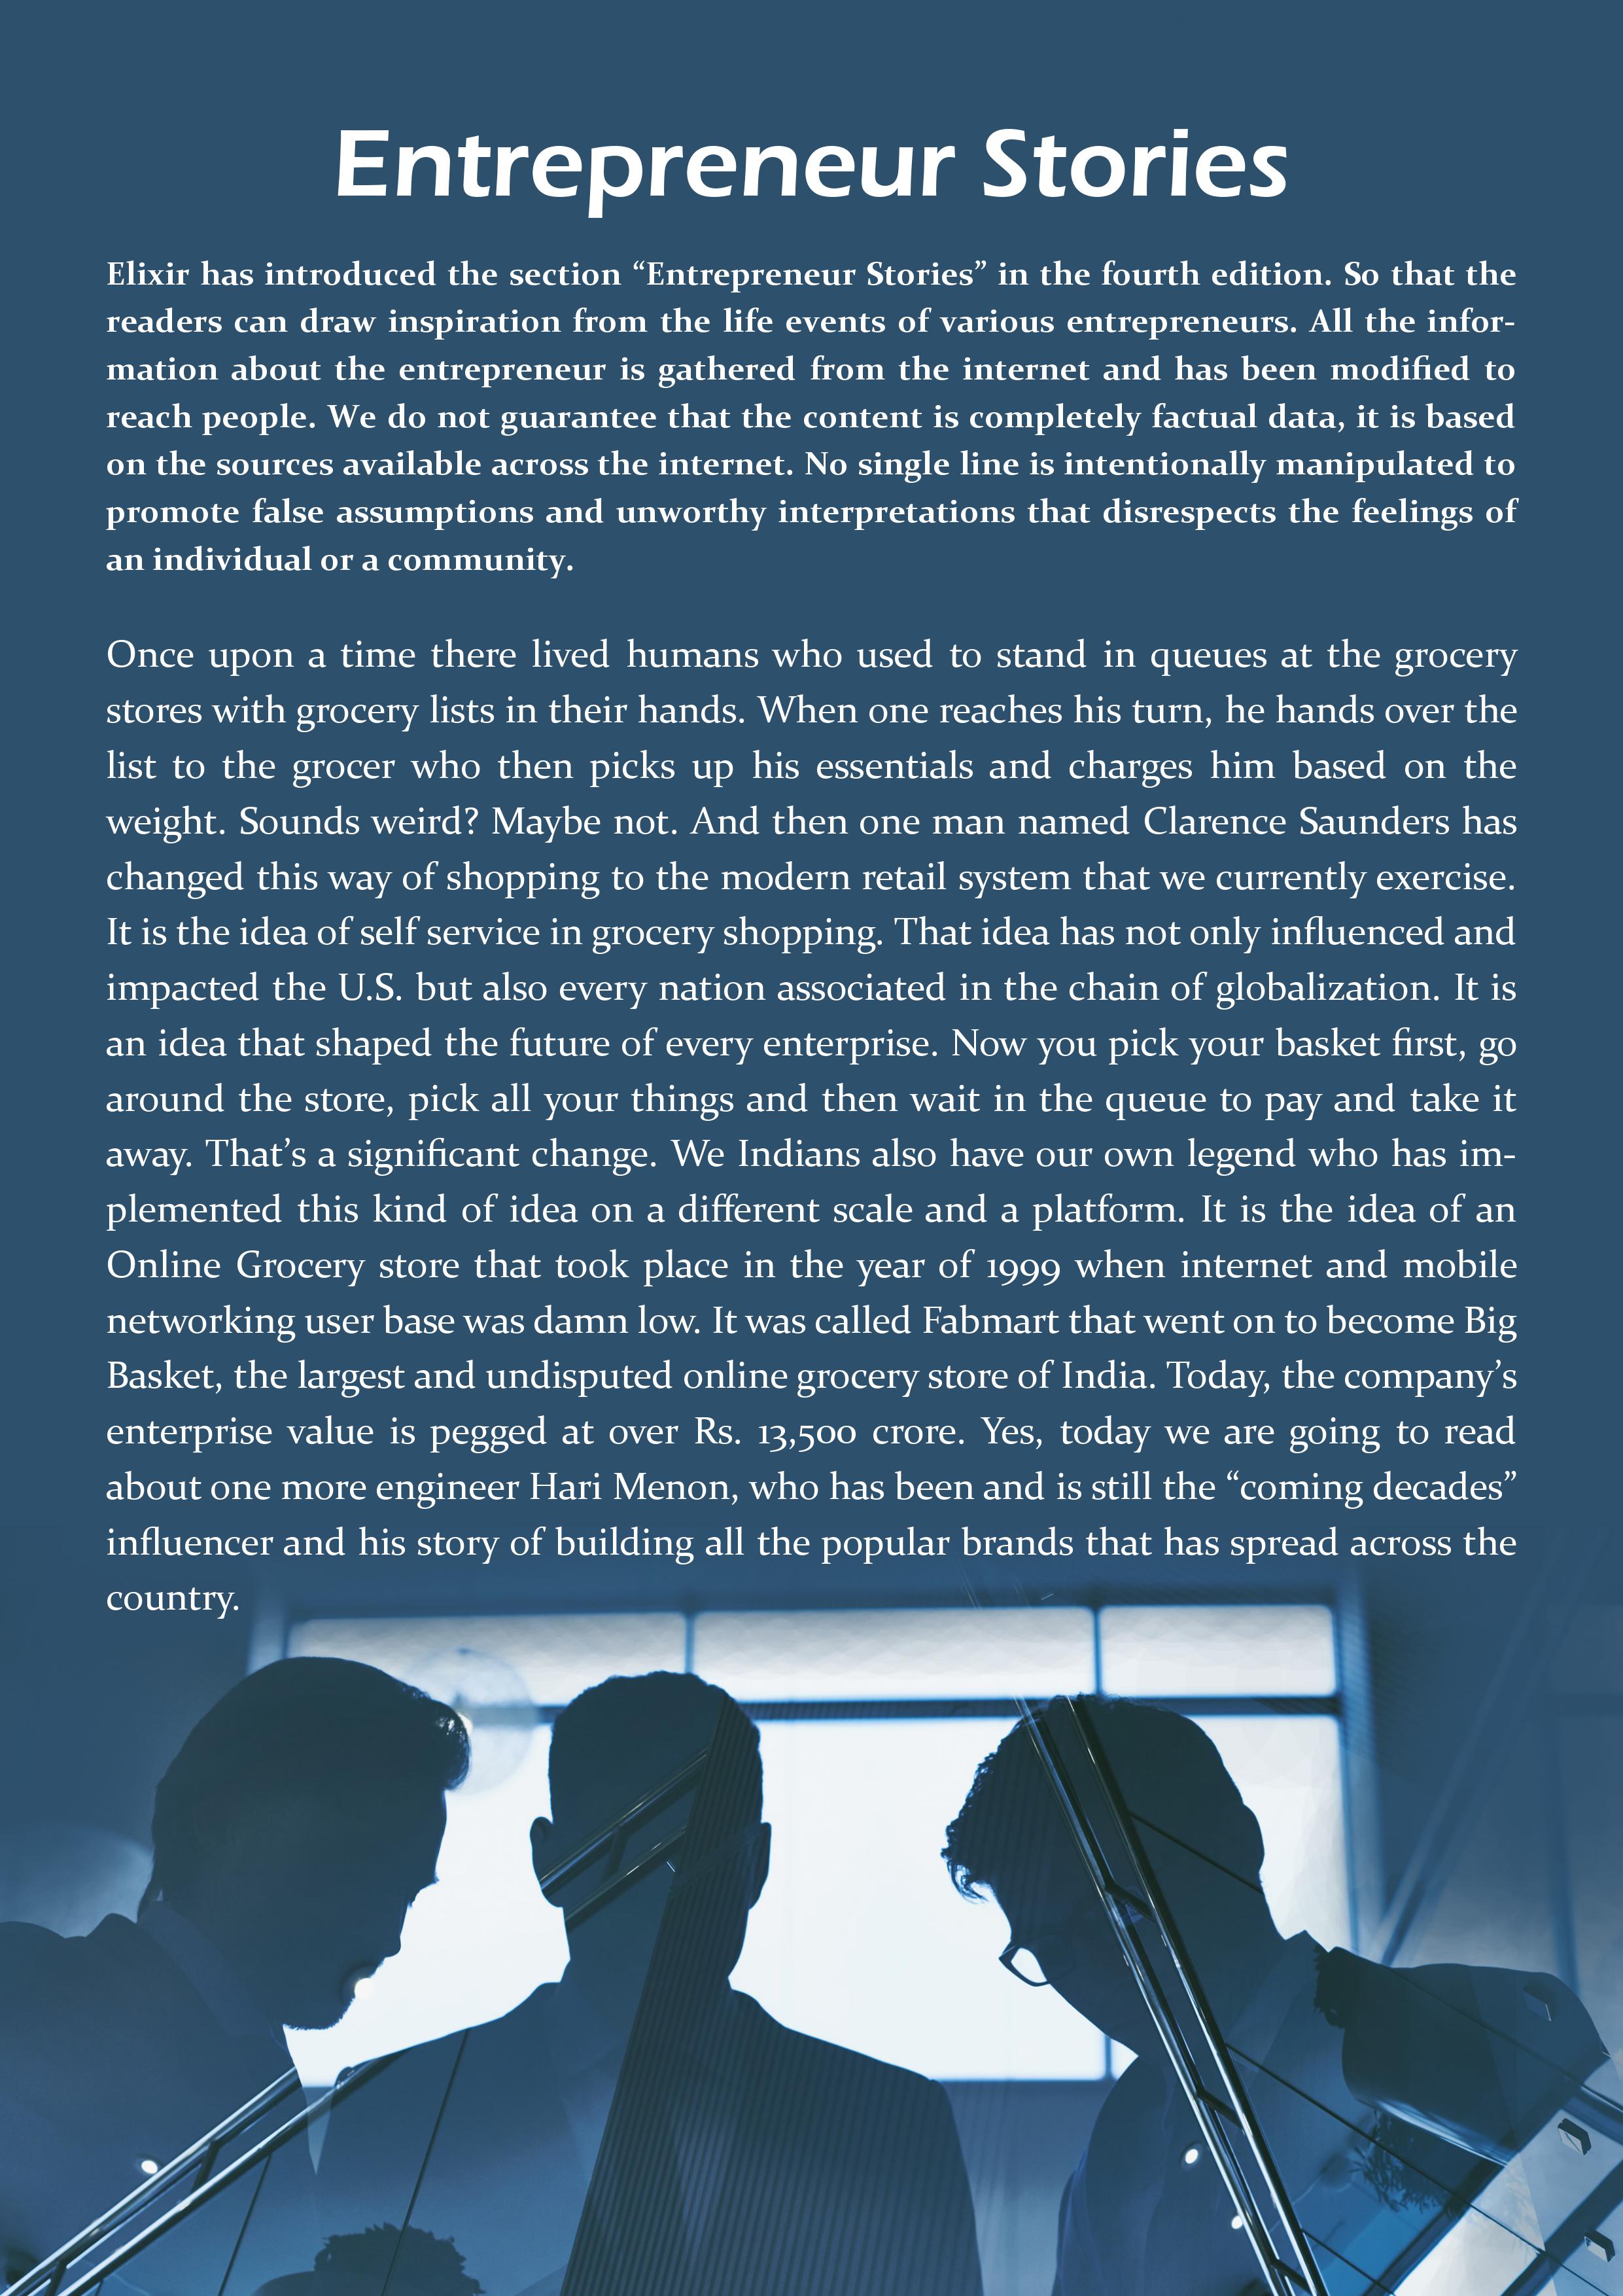 Entrepreneur Stories
Elixir has introduced the section “Entrepreneur Stories” in the fourth edition. So that the
readers can draw inspiration from the life events of various entrepreneurs. All the infor-
mation about the entrepreneur is gathered from the internet and has been modified to
reach people. We do not guarantee that the content is completely factual data, it is based
on the sources available across the internet. No single line is intentionally manipulated to
promote false assumptions and unworthy interpretations that disrespects the feelings of
an individual or a community.
Once upon a time there lived humans who used to stand in queues at the grocery
stores with grocery lists in their hands. When one reaches his turn, he hands over the
list to the grocer who then picks up his essentials and charges him based on the
weight. Sounds weird? Maybe not. And then one man named Clarence Saunders has
changed this way of shopping to the modern retail system that we currently exercise.
It is the idea of self service in grocery shopping. That idea has not only influenced and
impacted the U.S. but also every nation associated in the chain of globalization. It is
an idea that shaped the future of every enterprise. Now you pick your basket first, go
around the store, pick all your things and then wait in the queue to pay and take it
away. That’s a significant change. We Indians also have our own legend who has im-
plemented this kind of idea on a different scale and a platform. It is the idea of an
Online Grocery store that took place in the year of 1999 when internet and mobile
networking user base was damn low. It was called Fabmart that went on to become Big
Basket, the largest and undisputed online grocery store of India. Today, the company’s
enterprise value is pegged at over Rs. 13,500 crore. Yes, today we are going to read
about one more engineer Hari Menon, who has been and is still the “coming decades”
influencer and his story of building all the popular brands that has spread across the
country.